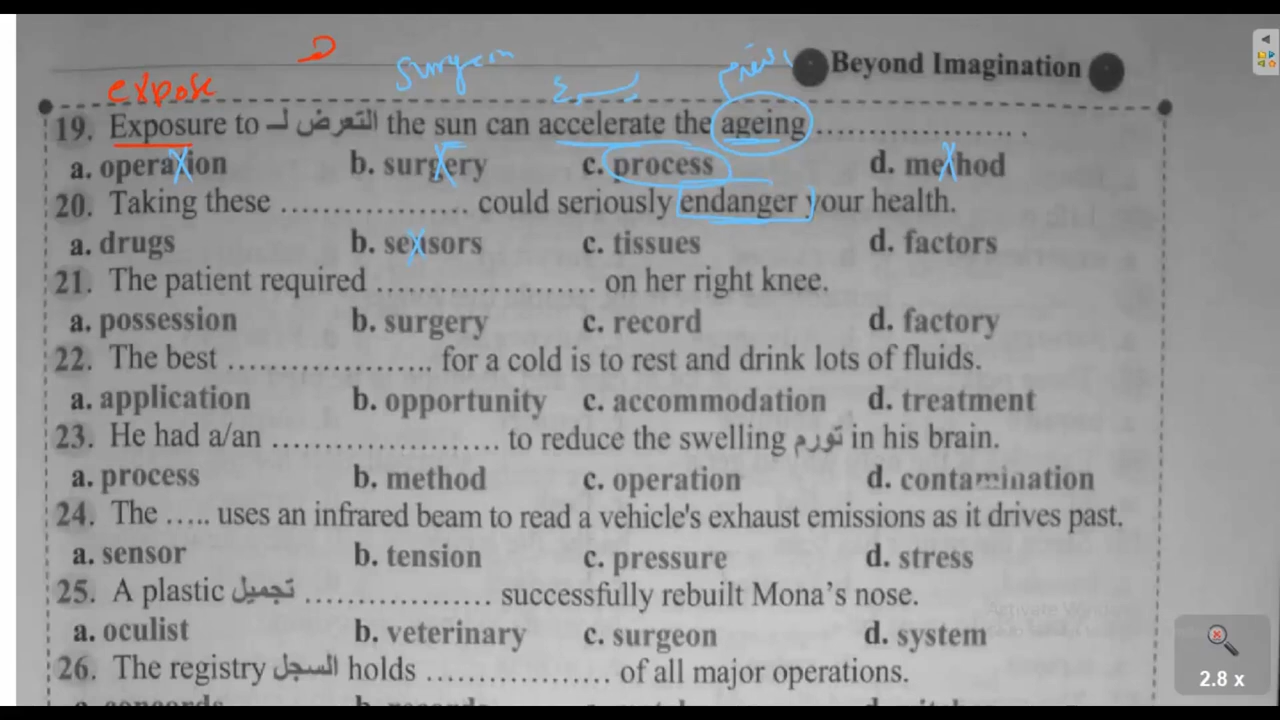 Beyond Imagination
expose
19. Exposure to التعرض لـ the sun can accelerate the ageing ....................
a. operation b. surgery c. process d. method
20. Taking these .................... could seriously endanger your health.
a. drugs b. sensors c. tissues d. factors
21. The patient required ...................... on her right knee.
a. possession b. surgery c. record d. factory
22. The best .................... for a cold is to rest and drink lots of fluids.
a. application b. opportunity c. accommodation d. treatment
23. He had a/an ....................... to reduce the swelling تورم in his brain.
a. process b. method c. operation d. contamination
24. The ..... uses an infrared beam to read a vehicle's exhaust emissions as it drives past.
a. sensor b. tension c. pressure d. stress
25. A plastic تجميل ................... successfully rebuilt Mona's nose.
a. oculist b. veterinary c. surgeon d. system
26. The registry السجل holds ................... of all major operations.
2.8 x